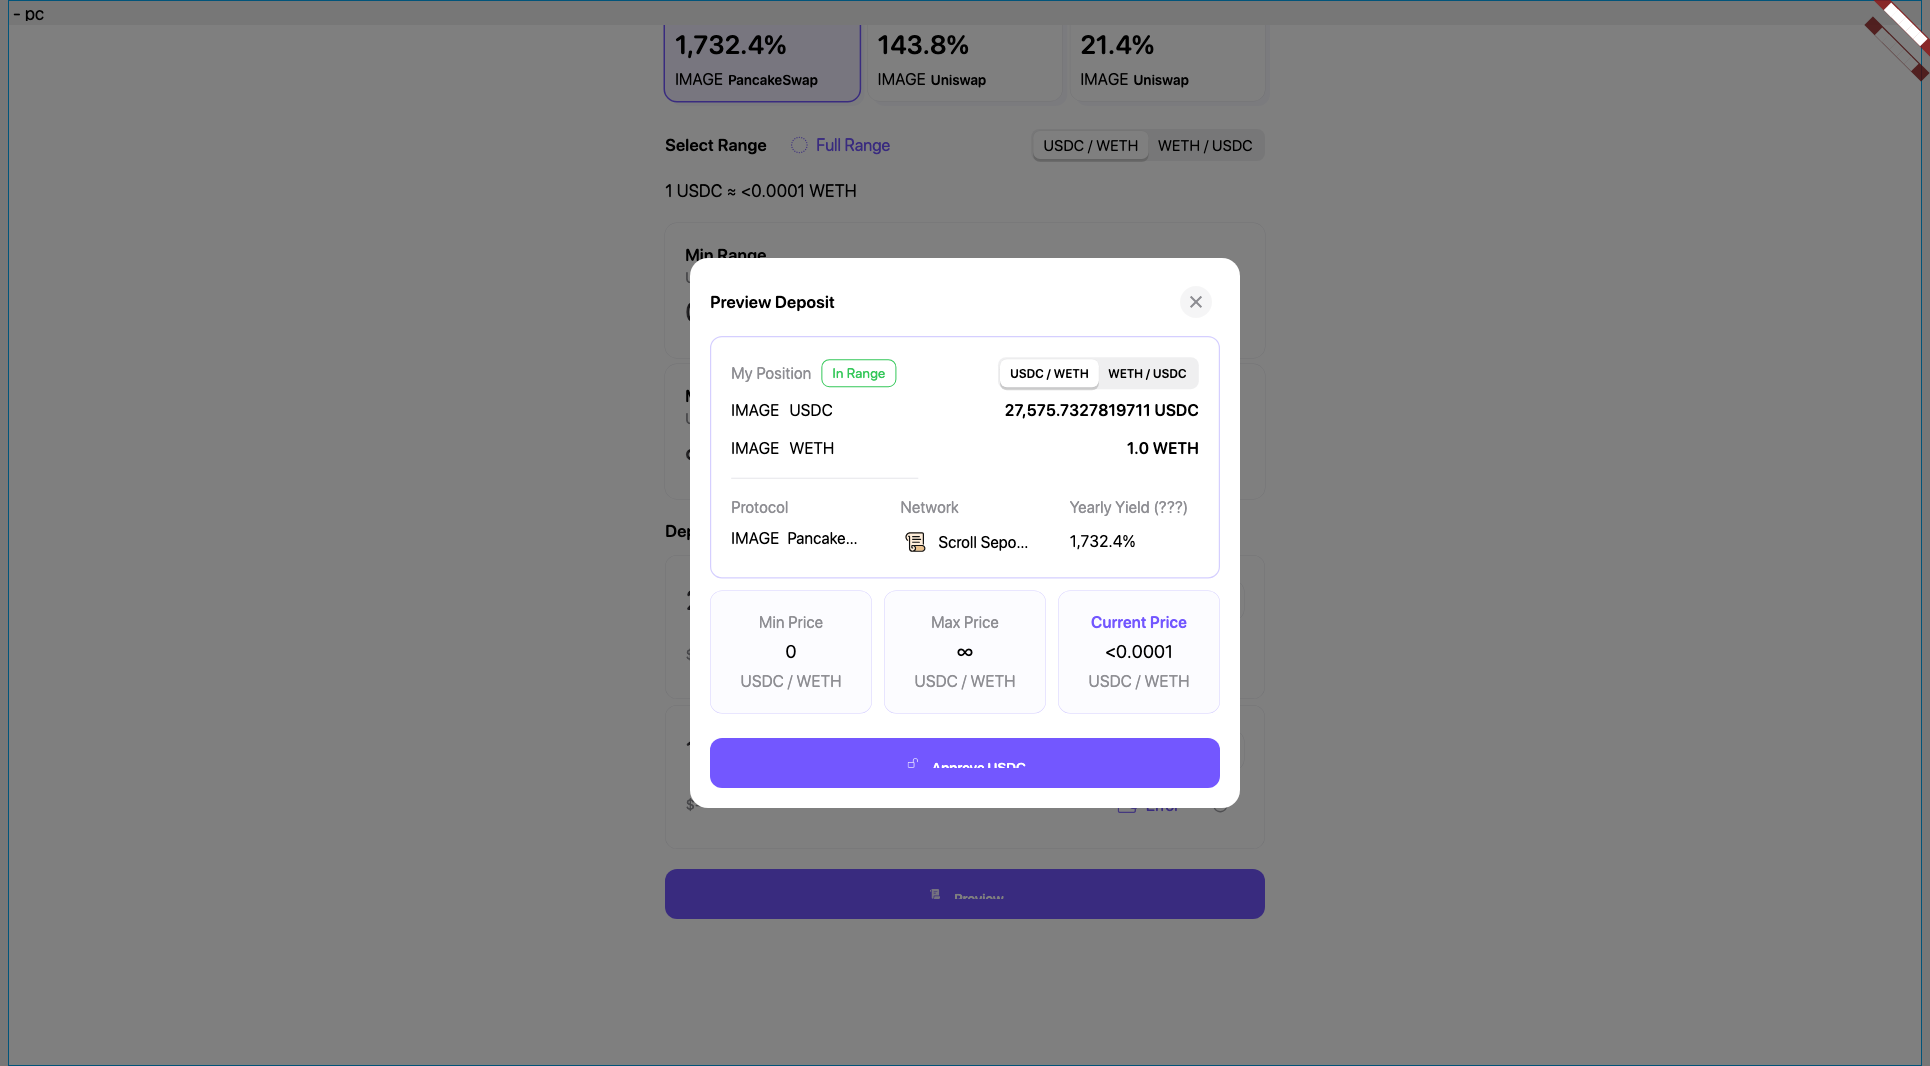 - pc
1,732.4%
IMAGE PancakeSwap
143.8%
IMAGE Uniswap
21.4%
IMAGE Uniswap
Select Range
Full Range
USDC / WETH
WETH / USDC
1 USDC ≈ <0.0001 WETH
Min Range
Preview Deposit
My Position
In Range
USDC / WETH
WETH / USDC
IMAGE USDC
27,575.7327819711 USDC
IMAGE WETH
1.0 WETH
Protocol
IMAGE Pancake...
Network
Scroll Sepo...
Yearly Yield (???)
1,732.4%
Min Price
0
USDC / WETH
Max Price
∞
USDC / WETH
Current Price
<0.0001
USDC / WETH
Approve USDC
Error
Preview